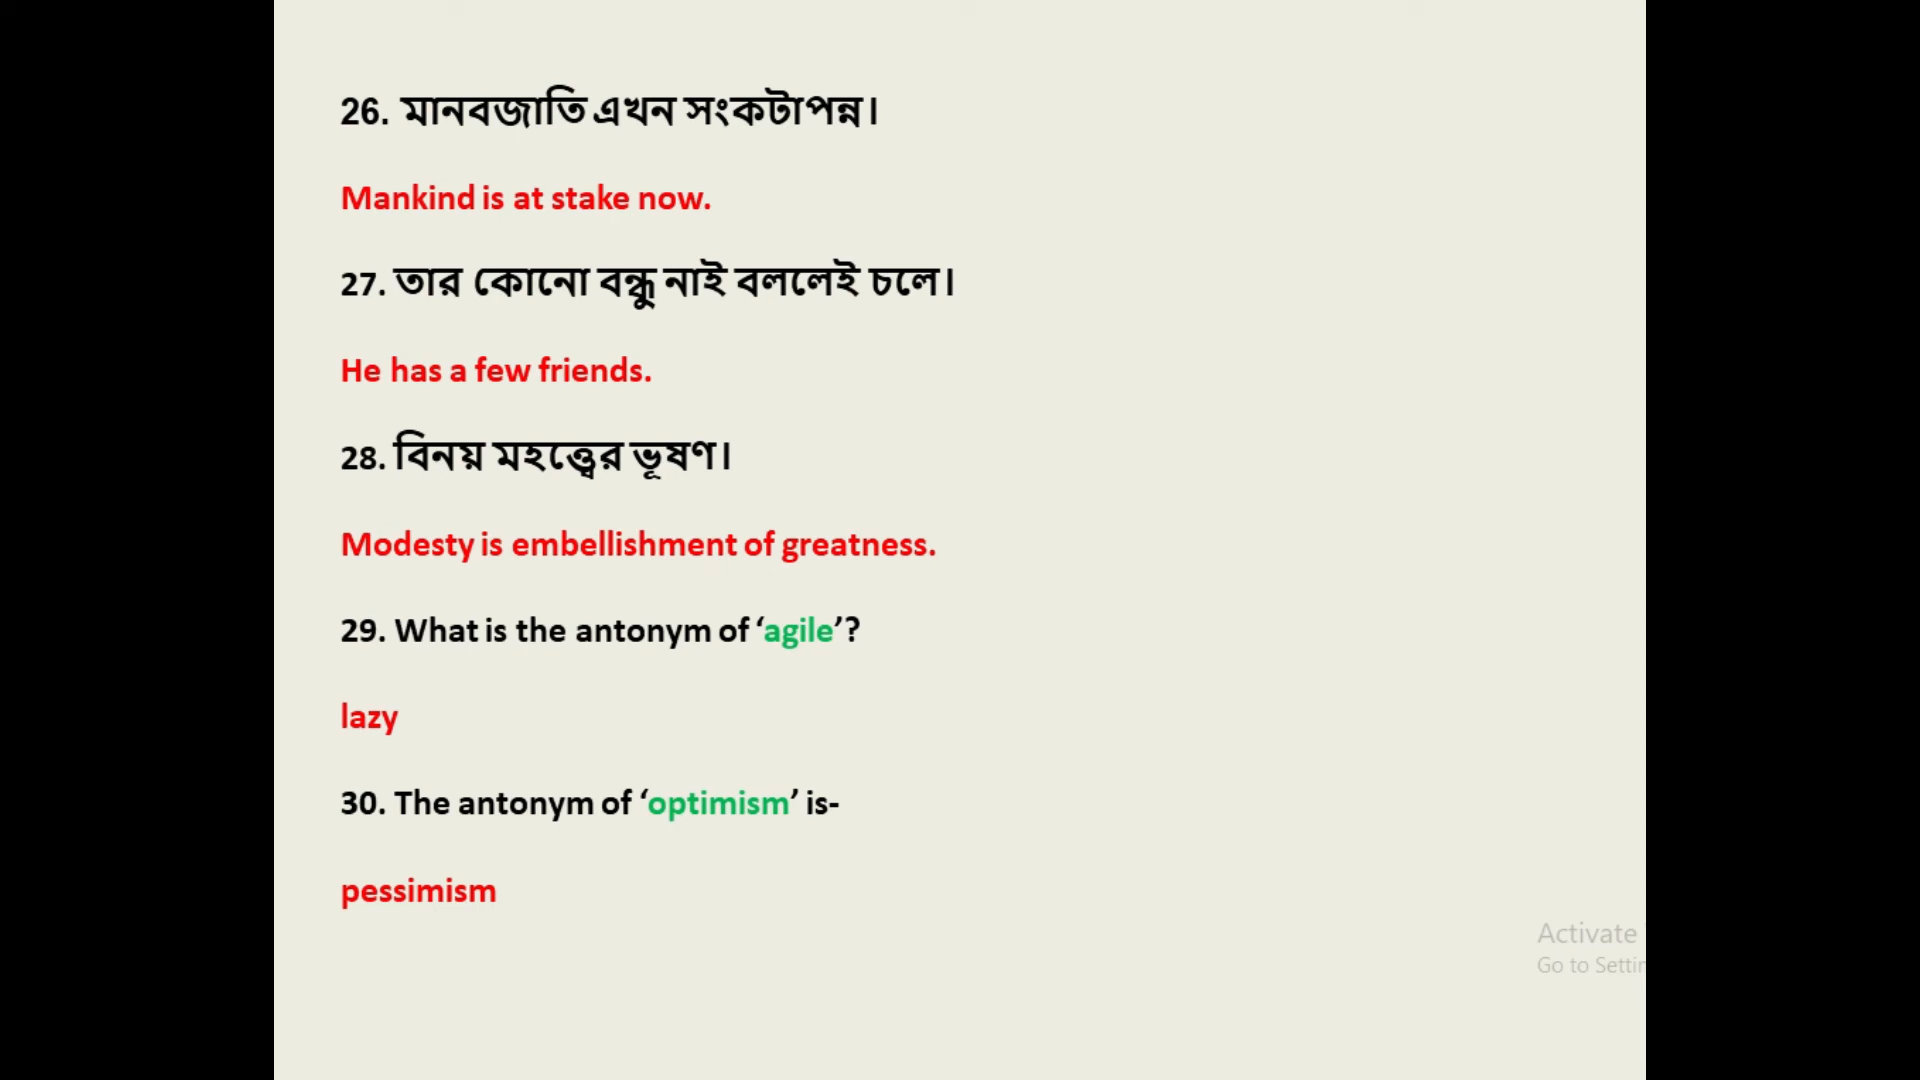 26. মানবজাতি এখন সংকটাপন্ন।
Mankind is at stake now.
27. তার কোনো বন্ধু নাই বললেই চলে।
He has a few friends.
28. বিনয় মহত্ত্বের ভূষণ।
Modesty is embellishment of greatness.
29. What is the antonym of ‘agile’?
lazy
30. The antonym of ‘optimism’ is-
pessimism
Activate
Go to Settin